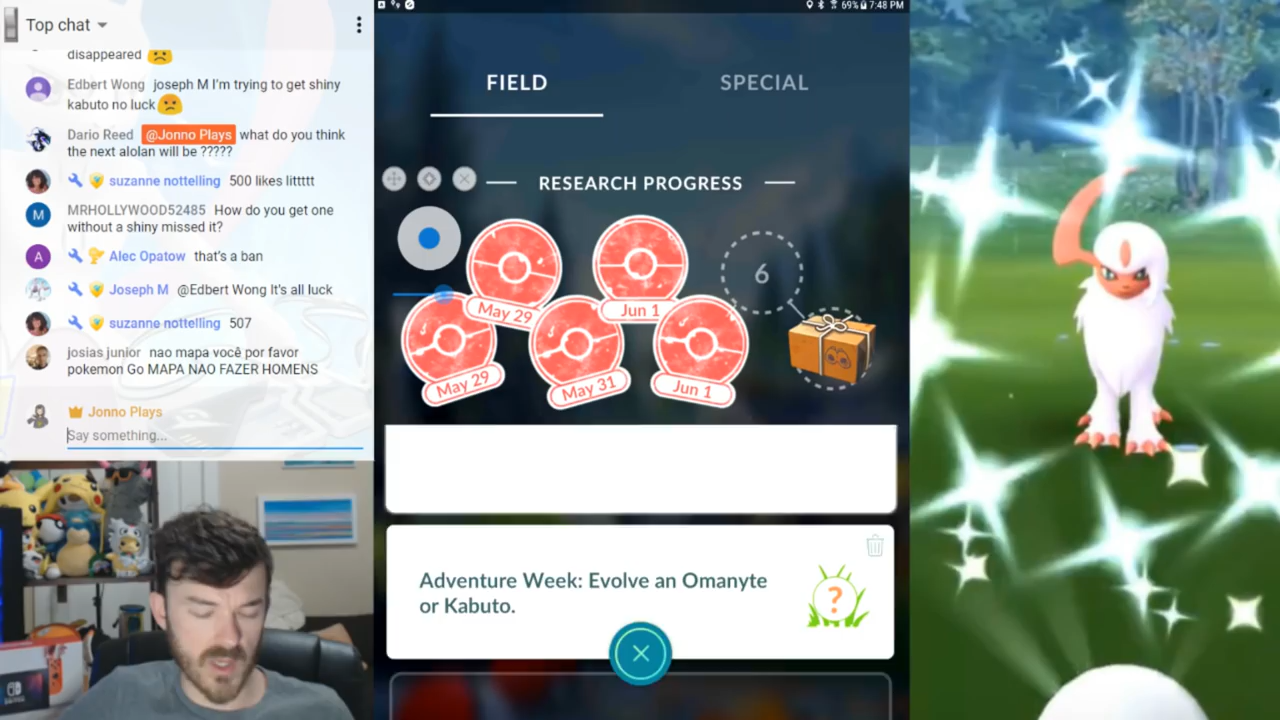 Top chat
disappeared
Edbert Wong joseph M I'm trying to get shiny
kabuto no luck
Dario Reed @Jonno Plays what do you think
the next alolan will be ?????
suzanne nottelling 500 likes littttt
MRHOLLYWOOD52485 How do you get one
without a shiny missed it?
Alec Opatow that's a ban
Joseph M @Edbert Wong It's all luck
suzanne nottelling 507
josias junior nao mapa você por favor
pokemon Go MAPA NAO FAZER HOMENS
Jonno Plays
Say something...
69% 7:48 PM
FIELD
SPECIAL
RESEARCH PROGRESS
May 29
May 29
May 31
Jun 1
Jun 1
6
Adventure Week: Evolve an Omanyte
or Kabuto.
?
M
A